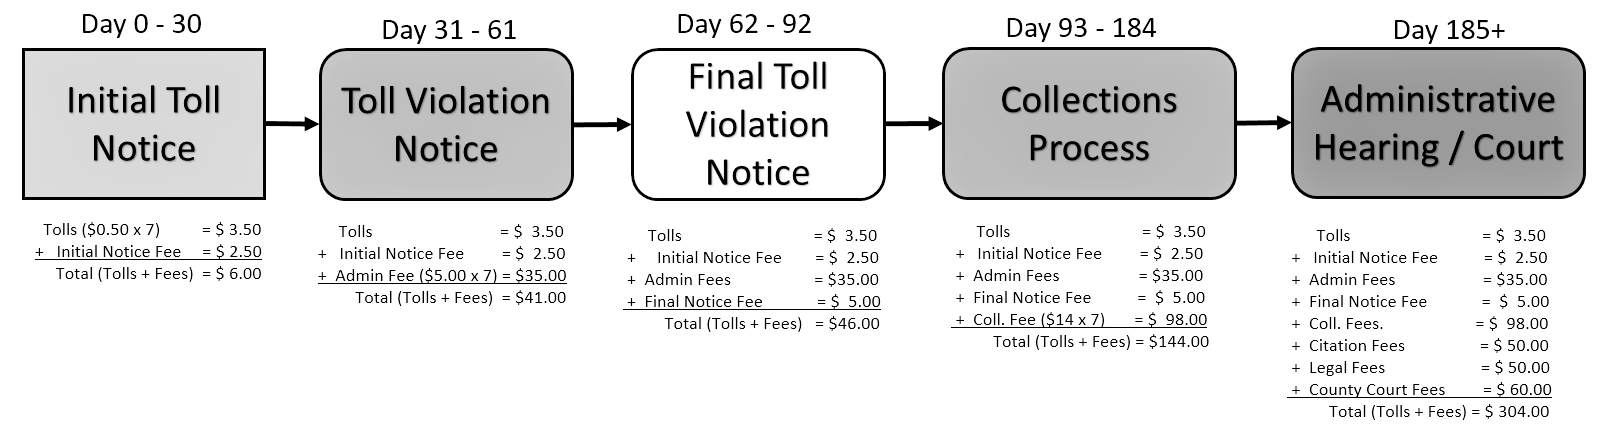 Day 0 - 30
Initial Toll
Notice
Tolls ($0.50 x 7) = $ 3.50
+ Initial Notice Fee = $ 2.50
Total (Tolls + Fees) = $ 6.00
Day 31 - 61
Toll Violation
Notice
Tolls = $ 3.50
+ Initial Notice Fee = $ 2.50
+ Admin Fee ($5.00 x 7) = $35.00
Total (Tolls + Fees) = $41.00
Day 62 - 92
Final Toll
Violation
Notice
Tolls = $ 3.50
+ Initial Notice Fee = $ 2.50
+ Admin Fees = $35.00
+ Final Notice Fee = $ 5.00
Total (Tolls + Fees) = $46.00
Day 93 - 184
Collections
Process
Tolls = $ 3.50
+ Initial Notice Fee = $ 2.50
+ Admin Fees = $35.00
+ Final Notice Fee = $ 5.00
+ Coll. Fee ($14 x 7) = $ 98.00
Total (Tolls + Fees) = $144.00
Day 185+
Administrative
Hearing / Court
Tolls = $ 3.50
+ Initial Notice Fee = $ 2.50
+ Admin Fees = $35.00
+ Final Notice Fee = $ 5.00
+ Coll. Fees. = $ 98.00
+ Citation Fees = $ 50.00
+ Legal Fees = $ 50.00
+ County Court Fees = $ 60.00
Total (Tolls + Fees) = $ 304.00